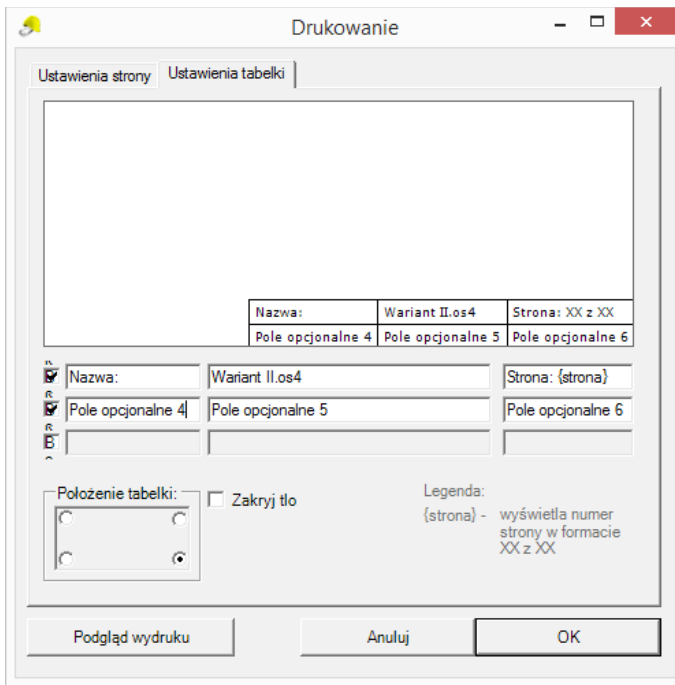 Drukowanie
Ustawienia strony Ustawienia tabelki
Nazwa: Wariant II.os4 Strona: XX z XX
Pole opcjonalne 4 Pole opcjonalne 5 Pole opcjonalne 6
Nazwa: Wariant II.os4 Strona: {strona}
Pole opcjonalne 4 Pole opcjonalne 5 Pole opcjonalne 6
Położenie tabelki: Zakryj tlo Legenda:
{strona} - wyświetla numer
strony w formacie
XX z XX
Podgląd wydruku Anuluj OK